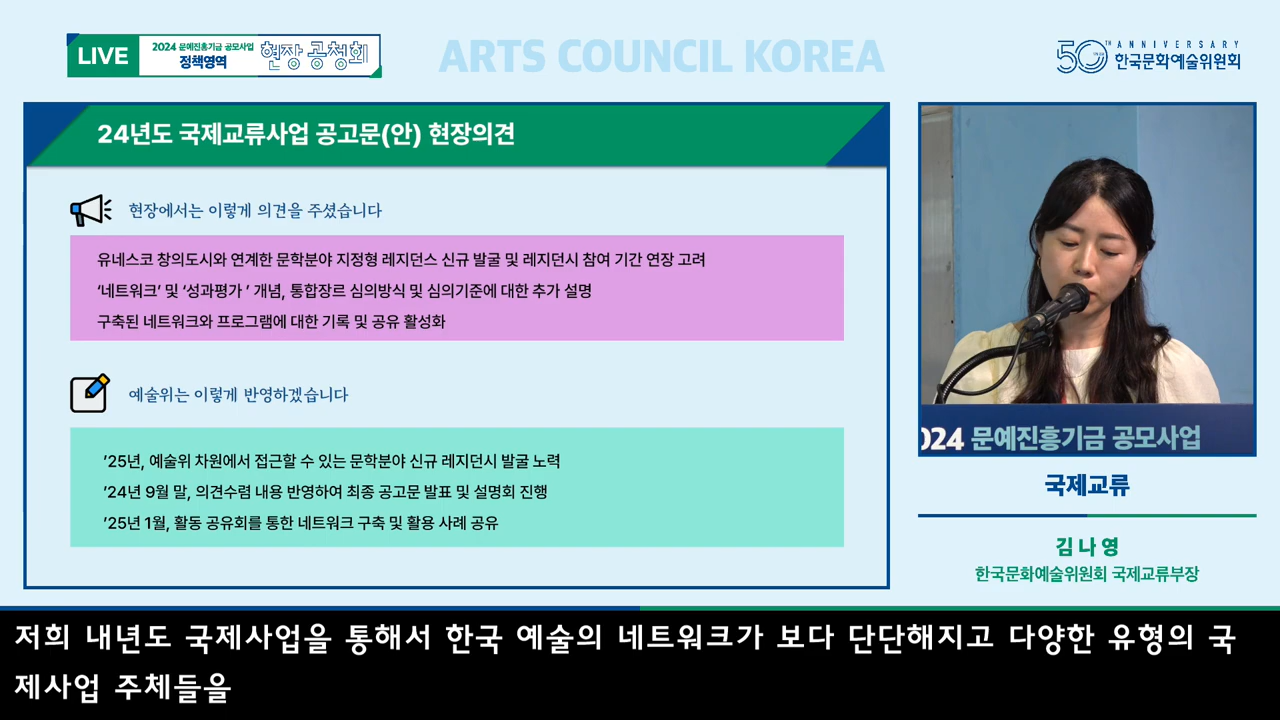 LIVE
2024 문예진흥기금 공모사업
정책영역
현장 공청회
ARTS COUNCIL KOREA
50TH ANNIVERSARY
한국문화예술위원회
24년도 국제교류사업 공고문(안) 현장의견
현장에서는 이렇게 의견을 주셨습니다
유네스코 창의도시와 연계한 문학분야 지정형 레지던스 신규 발굴 및 레지던시 참여 기간 연장 고려
‘네트워크’ 및 ‘성과평가 ’ 개념, 통합장르 심의방식 및 심의기준에 대한 추가 설명
구축된 네트워크와 프로그램에 대한 기록 및 공유 활성화
예술위는 이렇게 반영하겠습니다
’25년, 예술위 차원에서 접근할 수 있는 문학분야 신규 레지던시 발굴 노력
’24년 9월 말, 의견수렴 내용 반영하여 최종 공고문 발표 및 설명회 진행
’25년 1월, 활동 공유회를 통한 네트워크 구축 및 활용 사례 공유
2024 문예진흥기금 공모사업
국제교류
김 나 영
한국문화예술위원회 국제교류부장
저희 내년도 국제사업을 통해서 한국 예술의 네트워크가 보다 단단해지고 다양한 유형의 국
제사업 주체들을